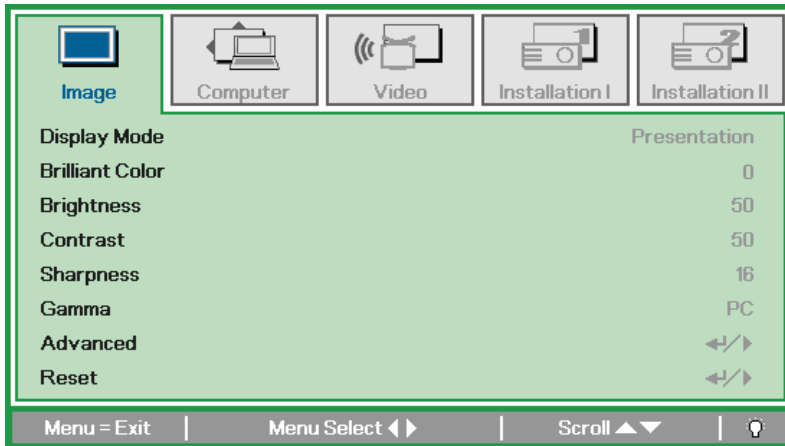 Image Computer Video Installation I Installation II
Display Mode Presentation
Brilliant Color 0
Brightness 50
Contrast 50
Sharpness 16
Gamma PC
Advanced
Reset
Menu = Exit Menu Select Scroll